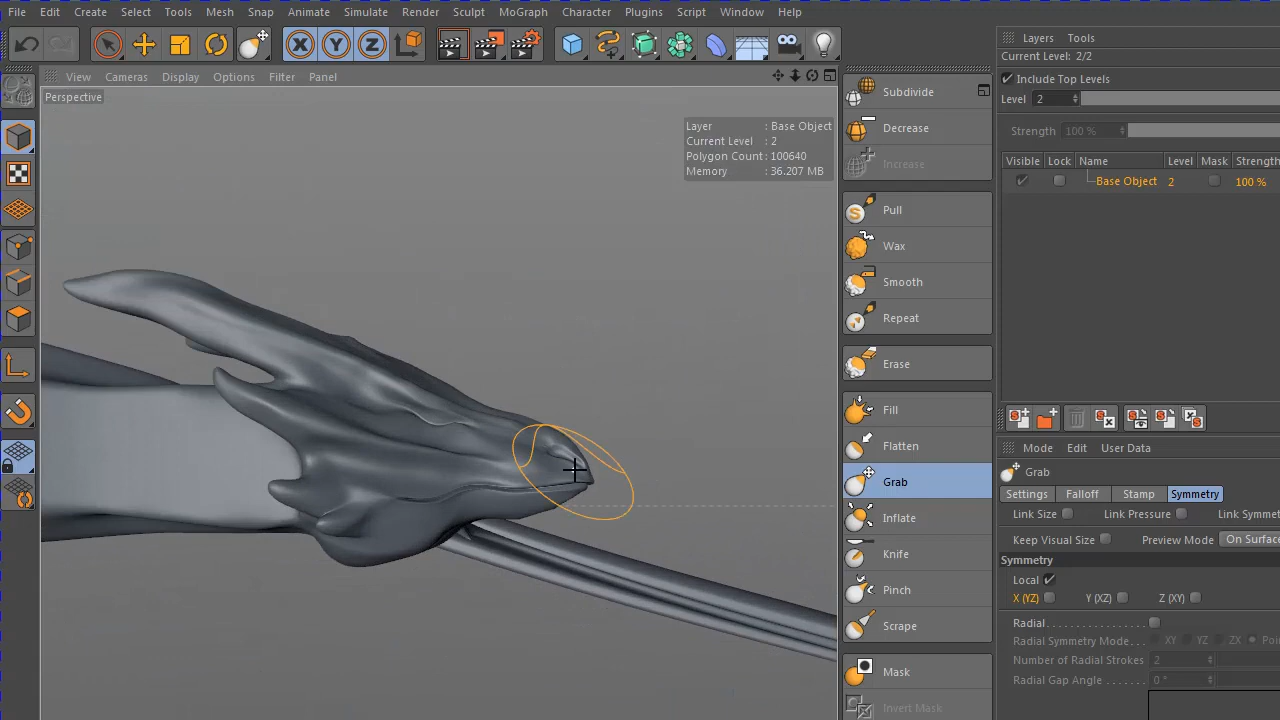 File Edit Create Select Tools Mesh Snap Animate Simulate Render Sculpt MoGraph Character Plugins Script Window Help
X Y Z
View Cameras Display Options Filter Panel
Perspective
Layer : Base Object
Current Level : 2
Polygon Count : 100640
Memory : 36.207 MB
Subdivide
Decrease
Increase
Pull
Wax
Smooth
Repeat
Erase
Fill
Flatten
Grab
Inflate
Knife
Pinch
Scrape
Mask
Invert Mask
Layers Tools
Current Level: 2/2
Include Top Levels
Level 2
Strength 100 %
Visible Lock Name Level Mask Strength
Base Object 2 100 %
Mode Edit User Data
Grab
Settings Falloff Stamp Symmetry
Link Size Link Pressure Link Symmet
Keep Visual Size Preview Mode On Surface
Symmetry
Local
X (YZ) Y (XZ) Z (XY)
Radial
Radial Symmetry Mode XY YZ ZX Poi
Number of Radial Strokes 2
Radial Gap Angle 0 °